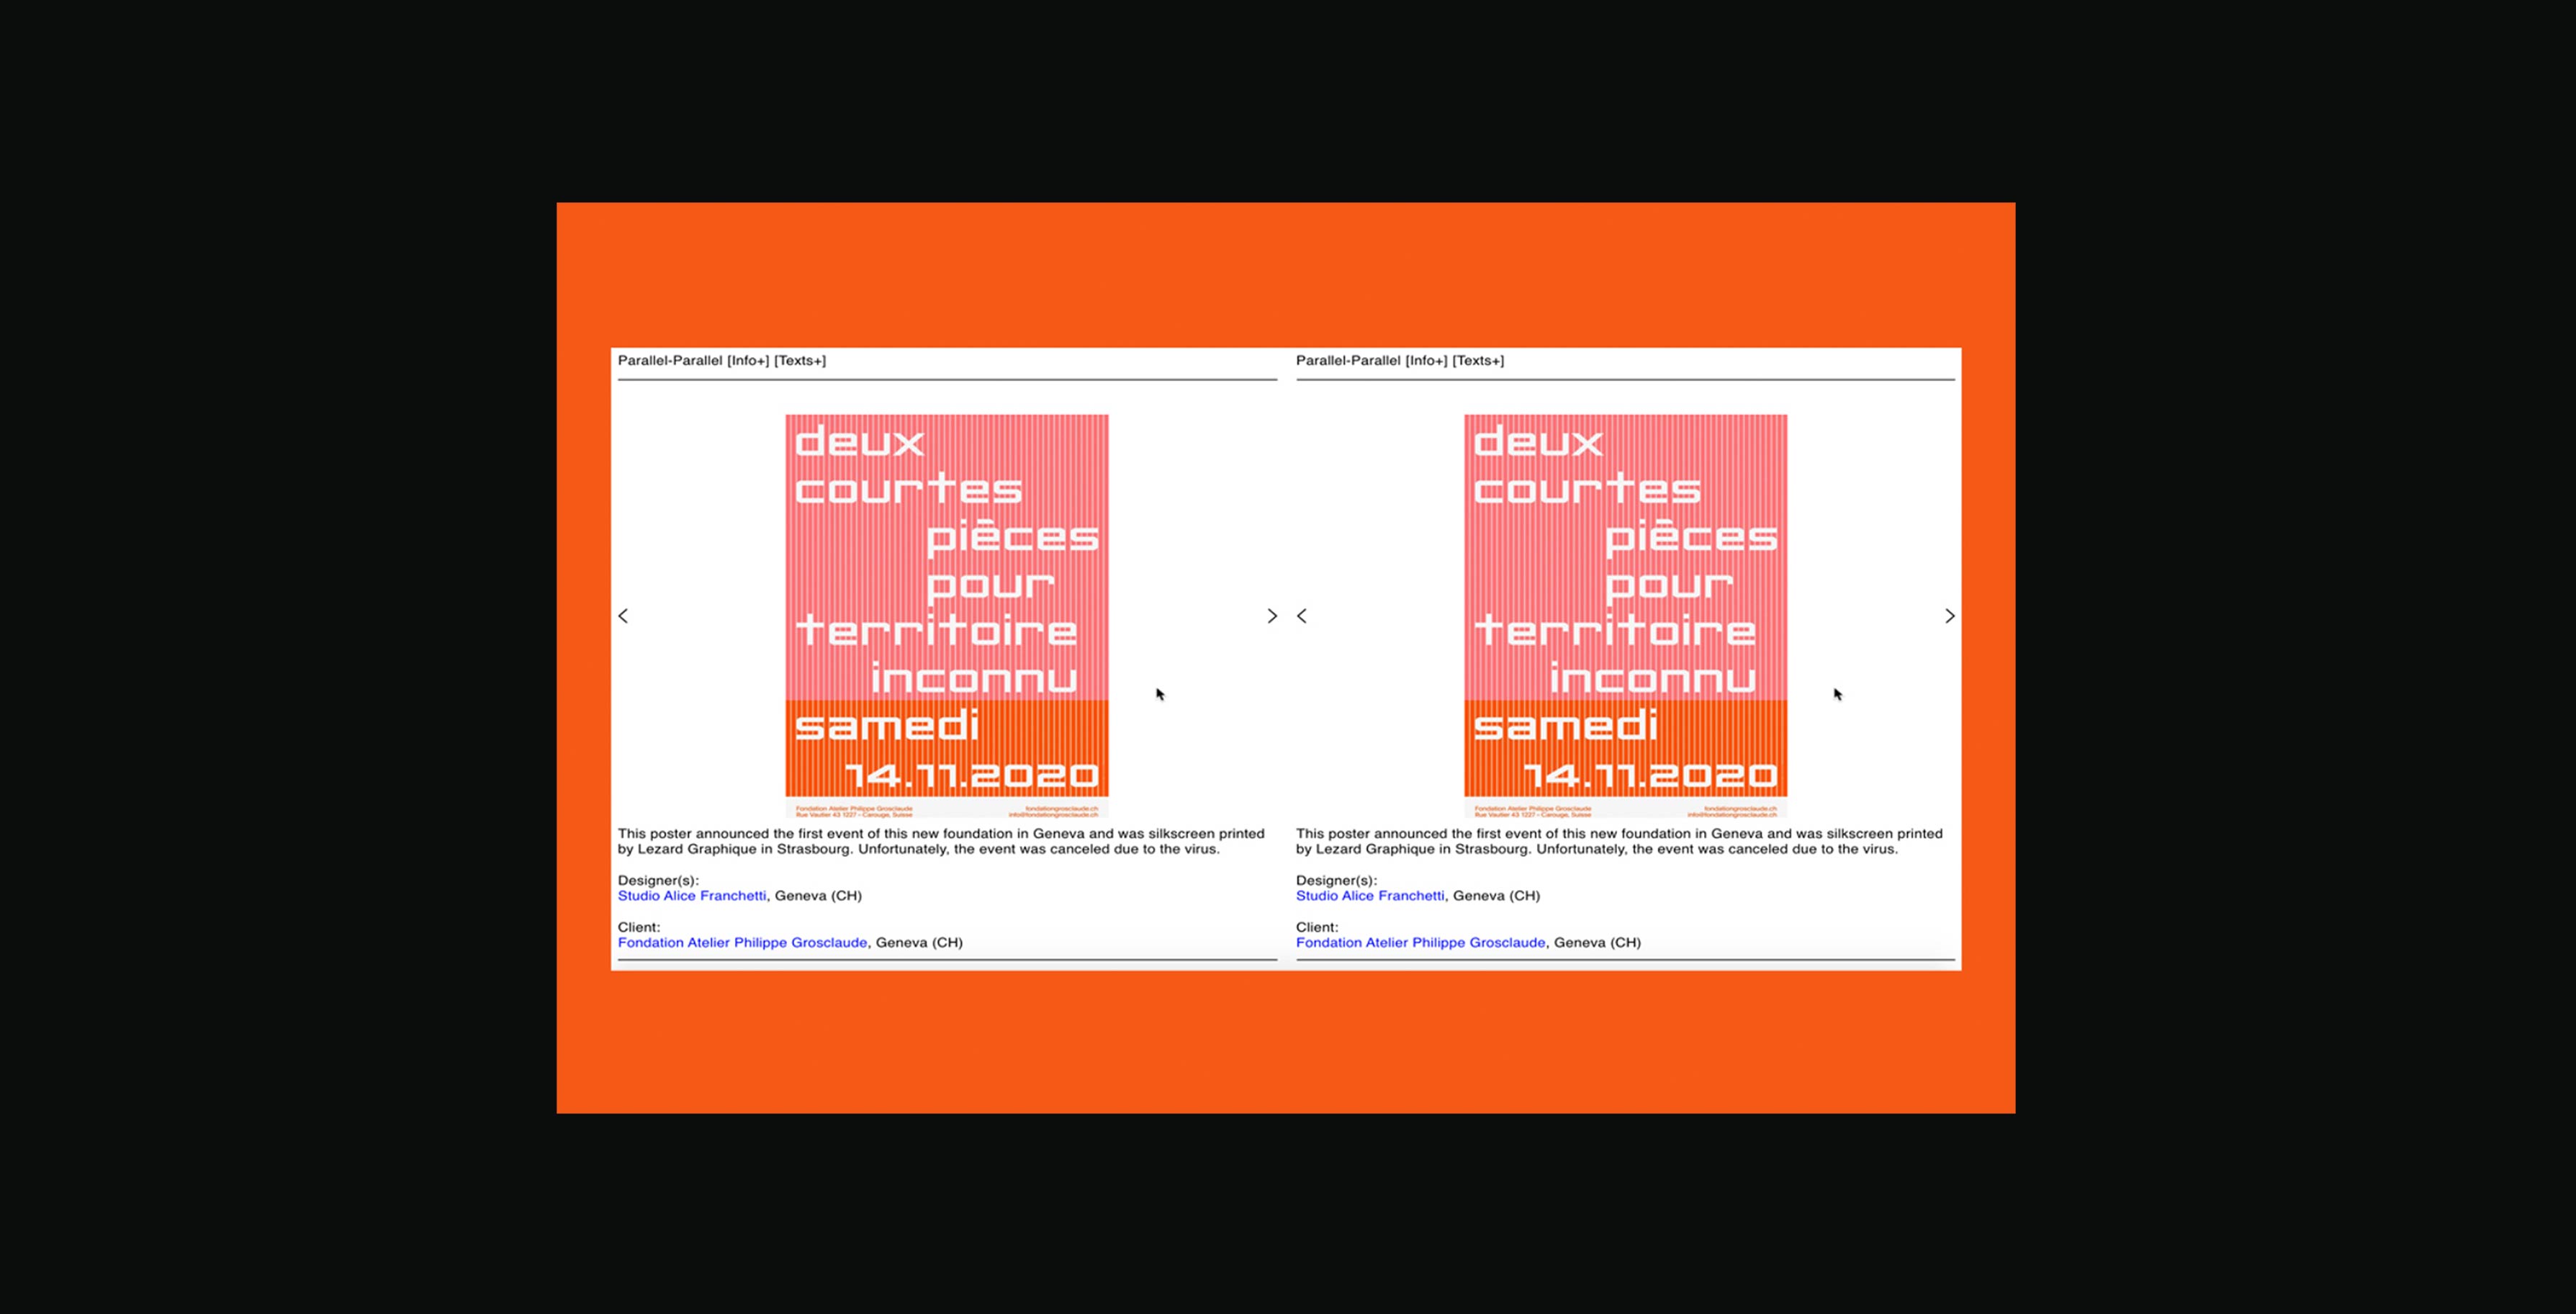 Parallel-Parallel [Info+] [Texts+]
deux
courtes
pièces
pour
territoire
inconnu
samedi
14.11.2020
Fondation Atelier Philippe Grosclaude
Rue Vautier 43 1227 – Carouge, Suisse
fondationgrosclaude.ch
info@fondationgrosclaude.ch
This poster announced the first event of this new foundation in Geneva and was silkscreen printed
by Lezard Graphique in Strasbourg. Unfortunately, the event was canceled due to the virus.
Designer(s):
Studio Alice Franchetti, Geneva (CH)
Client:
Fondation Atelier Philippe Grosclaude, Geneva (CH)
Parallel-Parallel [Info+] [Texts+]
deux
courtes
pièces
pour
territoire
inconnu
samedi
14.11.2020
Fondation Atelier Philippe Grosclaude
Rue Vautier 43 1227 – Carouge, Suisse
fondationgrosclaude.ch
info@fondationgrosclaude.ch
This poster announced the first event of this new foundation in Geneva and was silkscreen printed
by Lezard Graphique in Strasbourg. Unfortunately, the event was canceled due to the virus.
Designer(s):
Studio Alice Franchetti, Geneva (CH)
Client:
Fondation Atelier Philippe Grosclaude, Geneva (CH)